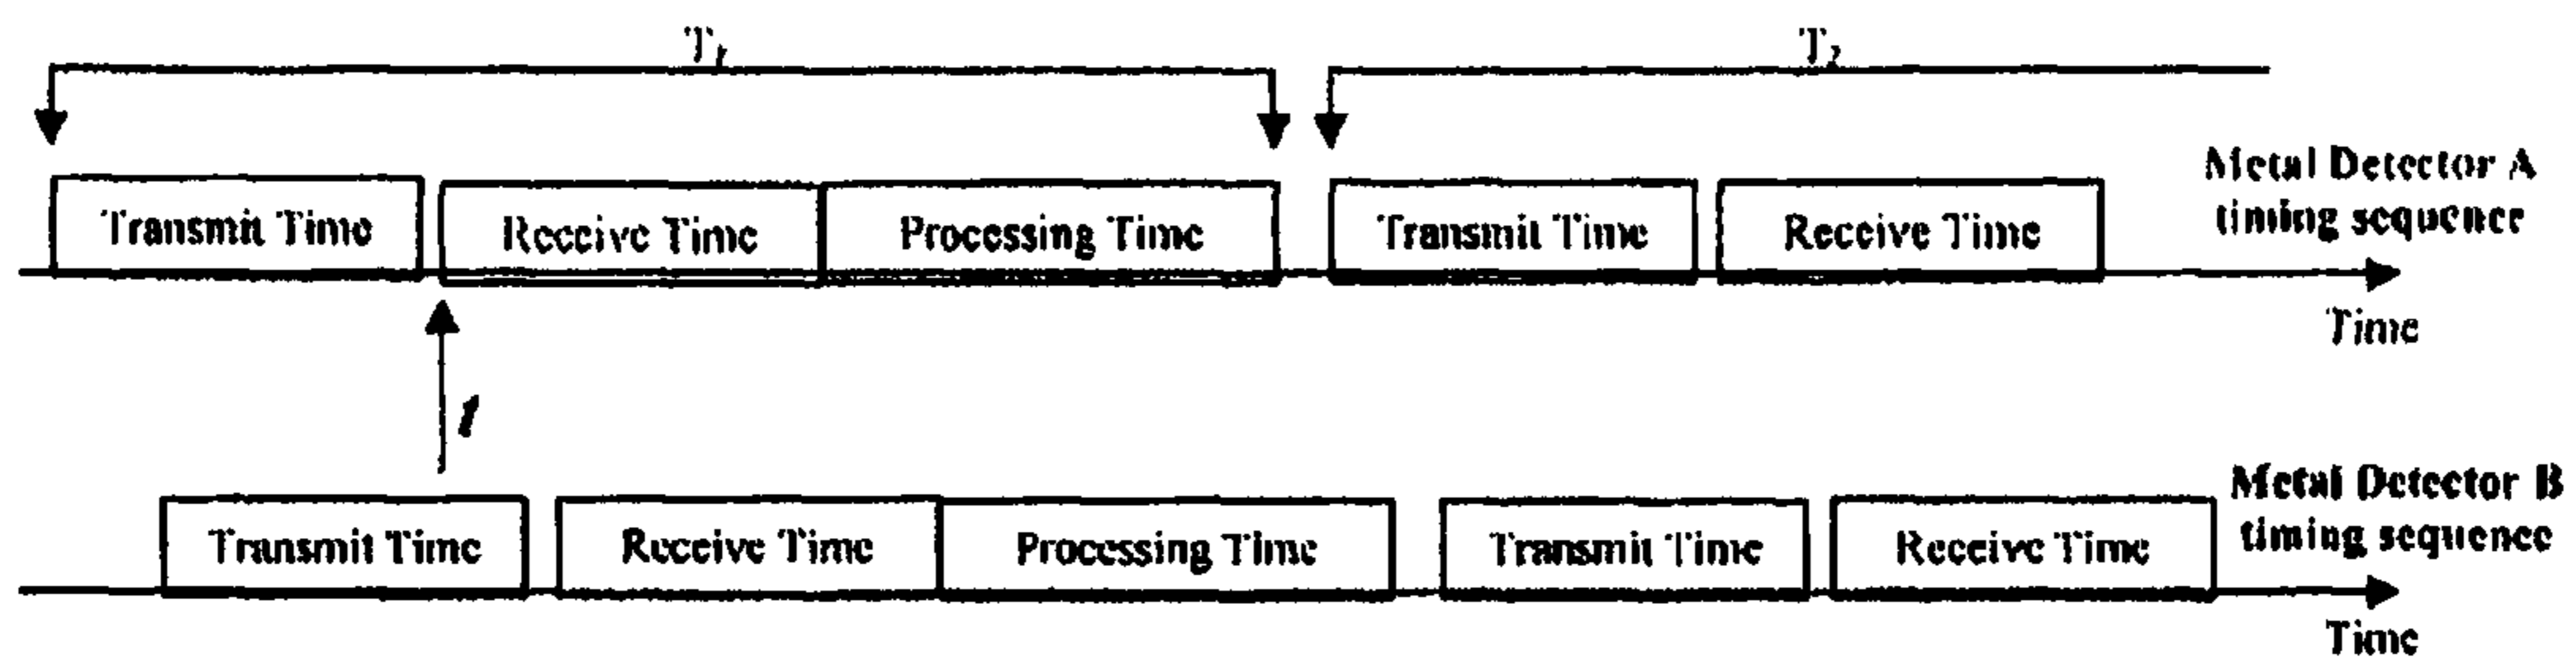 T₁ T₂
Metal Detector A
timing sequence
Transmit Time Receive Time Processing Time Transmit Time Receive Time
Time
Metal Detector B
timing sequence
Transmit Time Receive Time Processing Time Transmit Time Receive Time
Time